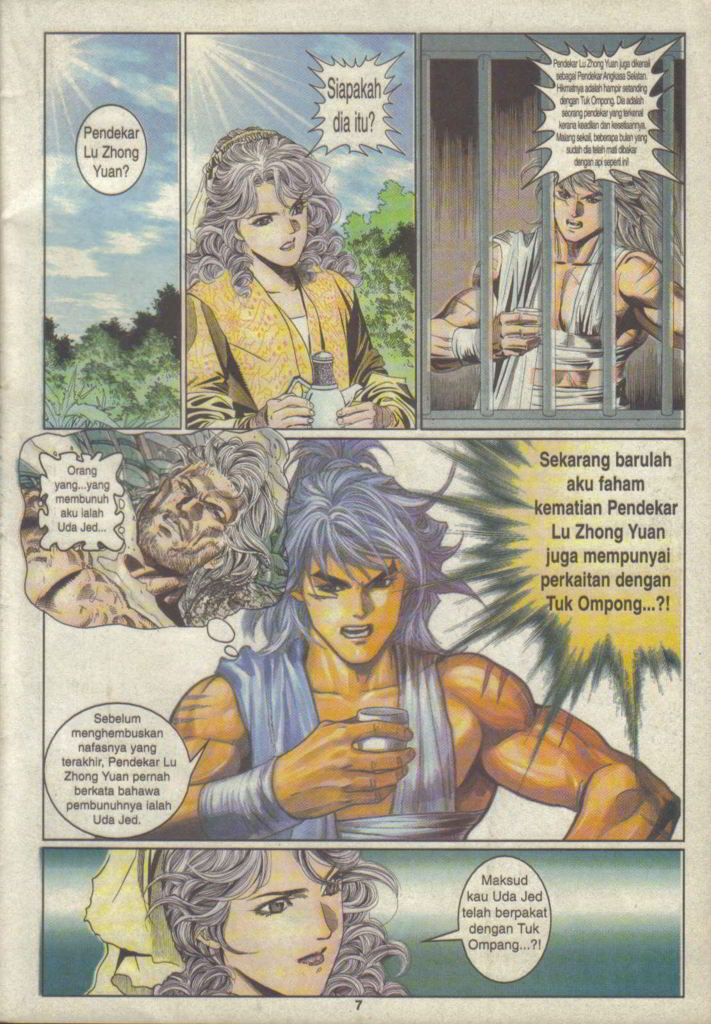 Pendekar
Lu Zhong
Yuan?
Siapakah
dia itu?
Pendekar Lu Zhong Yuan juga dikenali
sebagai Pendekar Angkasa Selatan.
Hikmatnya adalah hampir setanding
dengan Tuk Ompong. Dia adalah
seorang pendekar yang terkenal
kerana keadilan dan kesetiaannya.
Malang sekali, beberapa bulan yang
sudah dia telah mati dibakar
dengan api seperti ini!
Orang
yang...yang
membunuh
aku ialah
Uda Jed...
Sekarang barulah
aku faham
kematian Pendekar
Lu Zhong Yuan
juga mempunyai
perkaitan dengan
Tuk Ompong...?!
Sebelum
menghembuskan
nafasnya yang
terakhir, Pendekar Lu
Zhong Yuan pernah
berkata bahawa
pembunuhnya ialah
Uda Jed.
Maksud
kau Uda Jed
telah berpakat
dengan Tuk
Ompang...?!
7